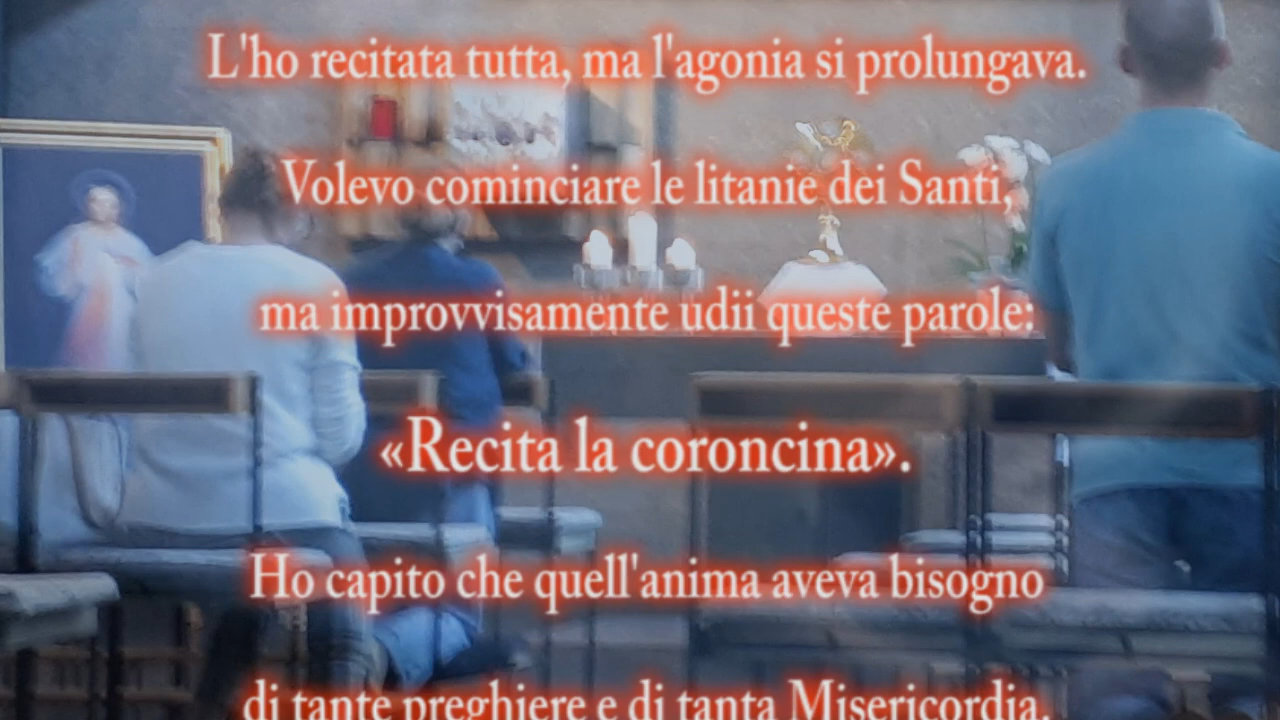 L'ho recitata tutta, ma l'agonia si prolungava.
Volevo cominciare le litanie dei Santi,
ma improvvisamente udii queste parole:
«Recita la coroncina».
Ho capito che quell'anima aveva bisogno
di tante preghiere e di tanta Misericordia.